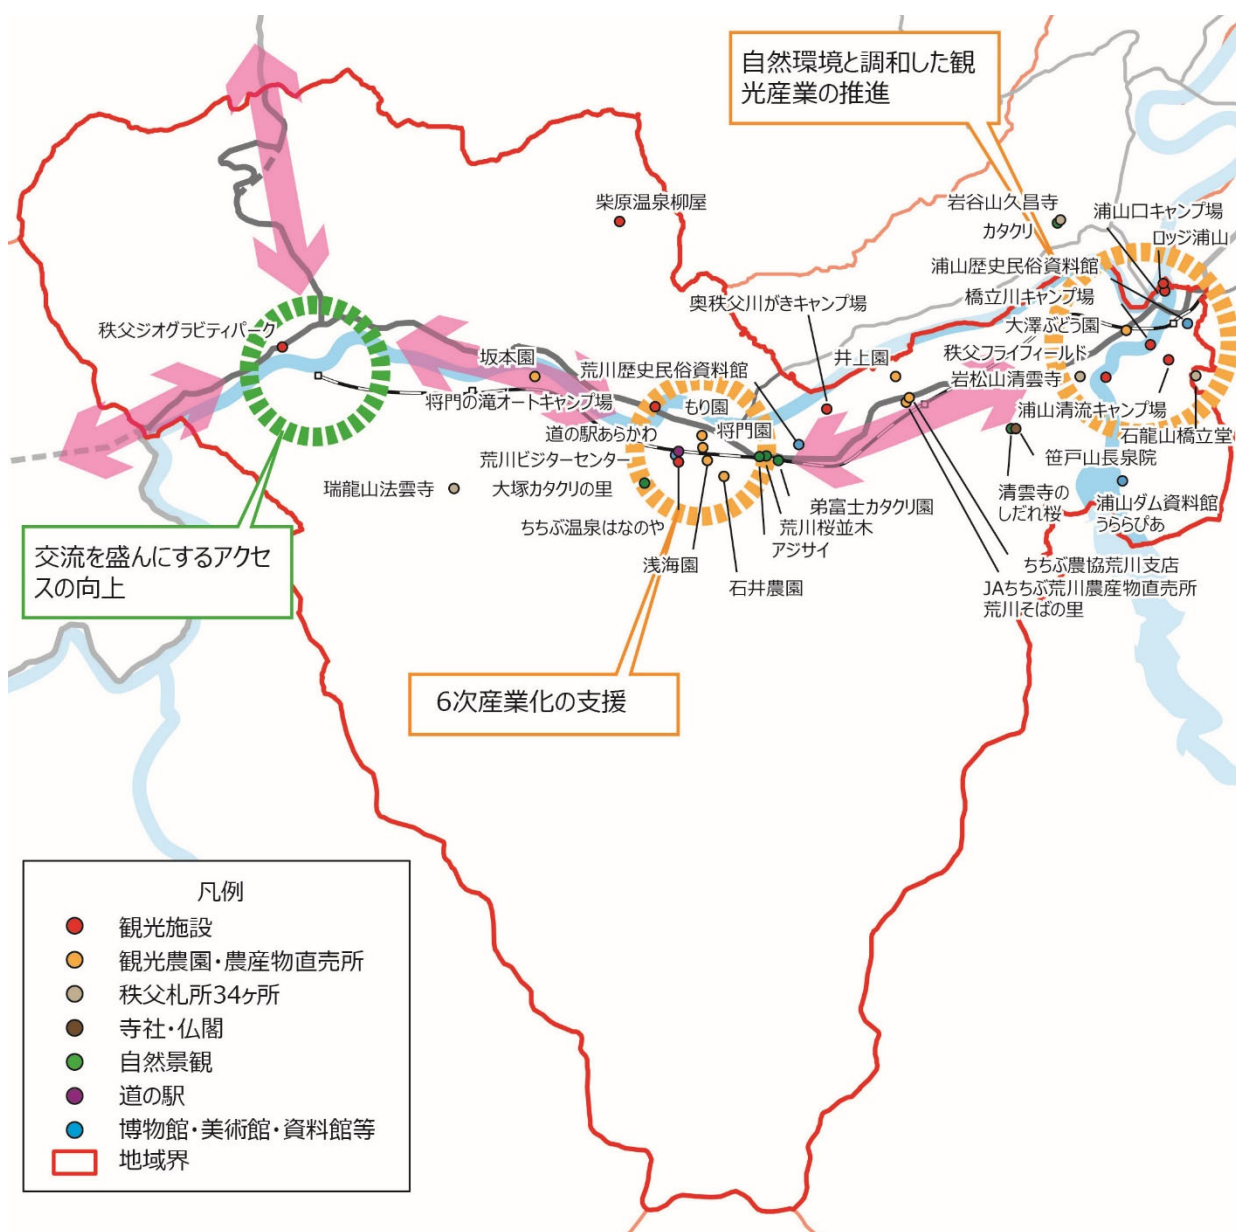 自然環境と調和した観
光産業の推進
柴原温泉柳屋
岩谷山久昌寺
カタクリ
浦山口キャンプ場
ロッジ浦山
浦山歴史民俗資料館
橋立川キャンプ場
大澤ぶどう園
秩父フライフィールド
岩松山清雲寺
奥秩父川がきキャンプ場
井上園
秩父ジオグラビティパーク
坂本園
荒川歴史民俗資料館
将門の滝オートキャンプ場
もり園
将門園
道の駅あらかわ
荒川ビジターセンター
大塚カタクリの里
ちちぶ温泉はなのや
瑞龍山法雲寺
浅海園
石井農園
弟富士カタクリ園
荒川桜並木
アジサイ
浦山清流キャンプ場
石龍山橋立堂
笹戸山長泉院
清雲寺の
しだれ桜
浦山ダム資料館
うららぴあ
ちちぶ農協荒川支店
JAちちぶ荒川農産物直売所
荒川そばの里
交流を盛んにするアクセ
スの向上
6次産業化の支援
凡例
観光施設
観光農園・農産物直売所
秩父札所34ヶ所
寺社・仏閣
自然景観
道の駅
博物館・美術館・資料館等
地域界